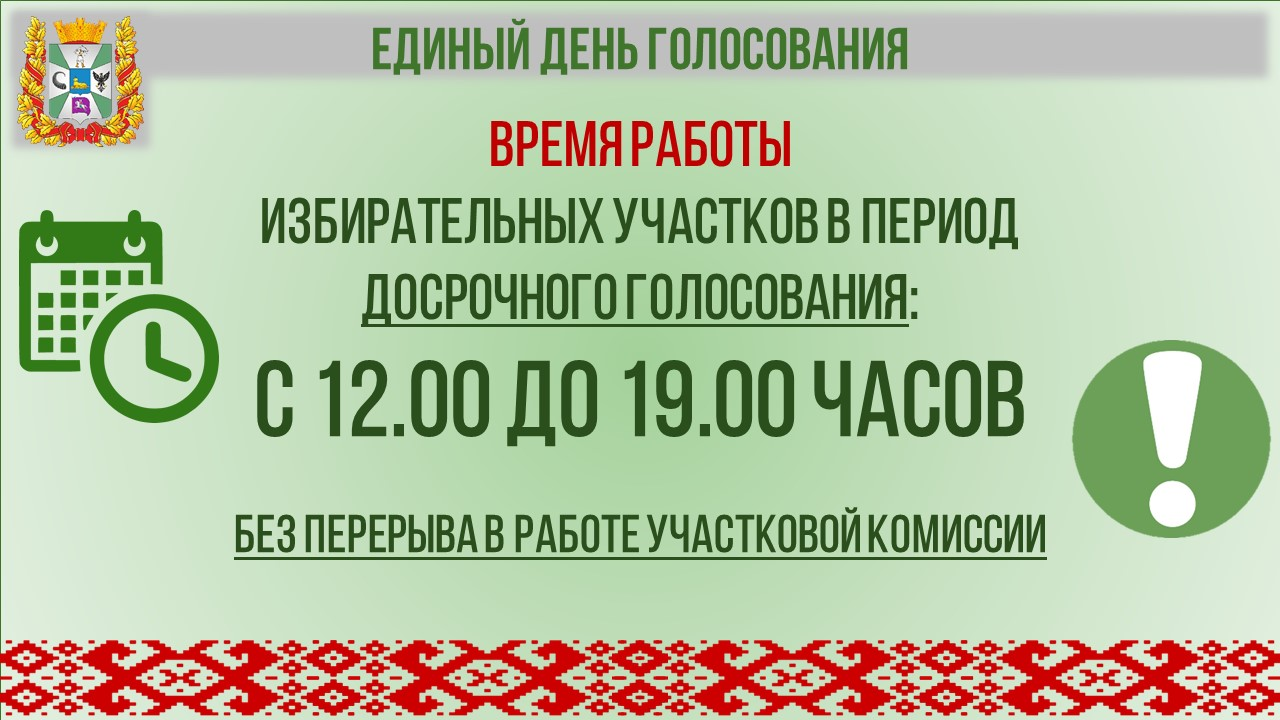 ЕДИНЫЙ ДЕНЬ ГОЛОСОВАНИЯ
ВРЕМЯ РАБОТЫ
ИЗБИРАТЕЛЬНЫХ УЧАСТКОВ В ПЕРИОД
ДОСРОЧНОГО ГОЛОСОВАНИЯ:
С 12.00 ДО 19.00 ЧАСОВ
БЕЗ ПЕРЕРЫВА В РАБОТЕ УЧАСТКОВОЙ КОМИССИИ